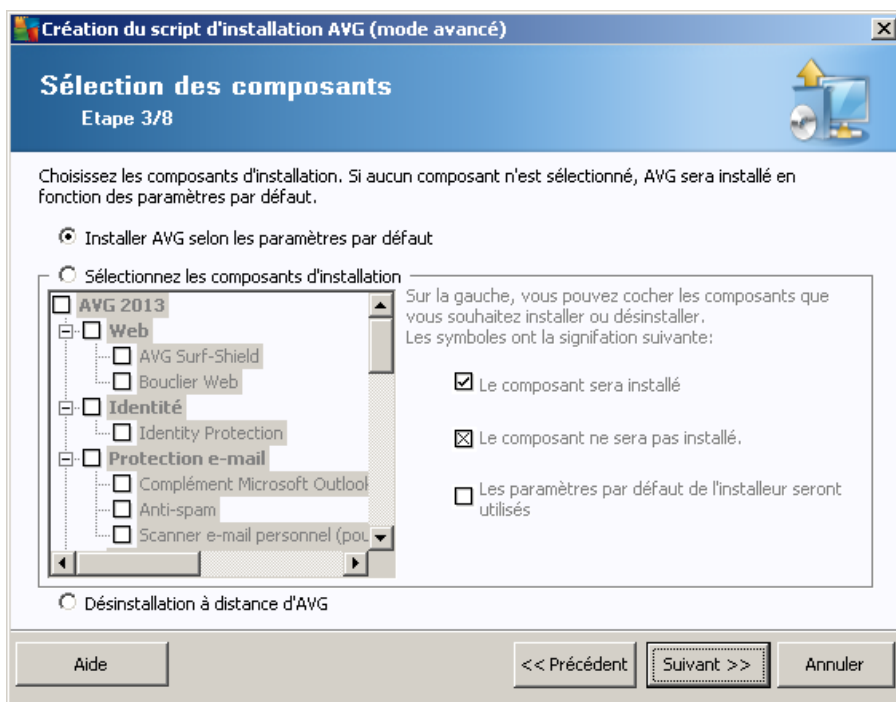 Création du script d'installation AVG (mode avancé)
Sélection des composants
Etape 3/8
Choisissez les composants d'installation. Si aucun composant n'est sélectionné, AVG sera installé en
fonction des paramètres par défaut.
Installer AVG selon les paramètres par défaut
Sélectionnez les composants d'installation
AVG 2013
Web
AVG Surf-Shield
Bouclier Web
Identité
Identity Protection
Protection e-mail
Complément Microsoft Outlook
Anti-spam
Scanner e-mail personnel (pou
Sur la gauche, vous pouvez cocher les composants que
vous souhaitez installer ou désinstaller.
Les symboles ont la signifation suivante:
Le composant sera installé
Le composant ne sera pas installé.
Les paramètres par défaut de l'installeur seront
utilisés
Désinstallation à distance d'AVG
Aide
<< Précédent
Suivant >>
Annuler